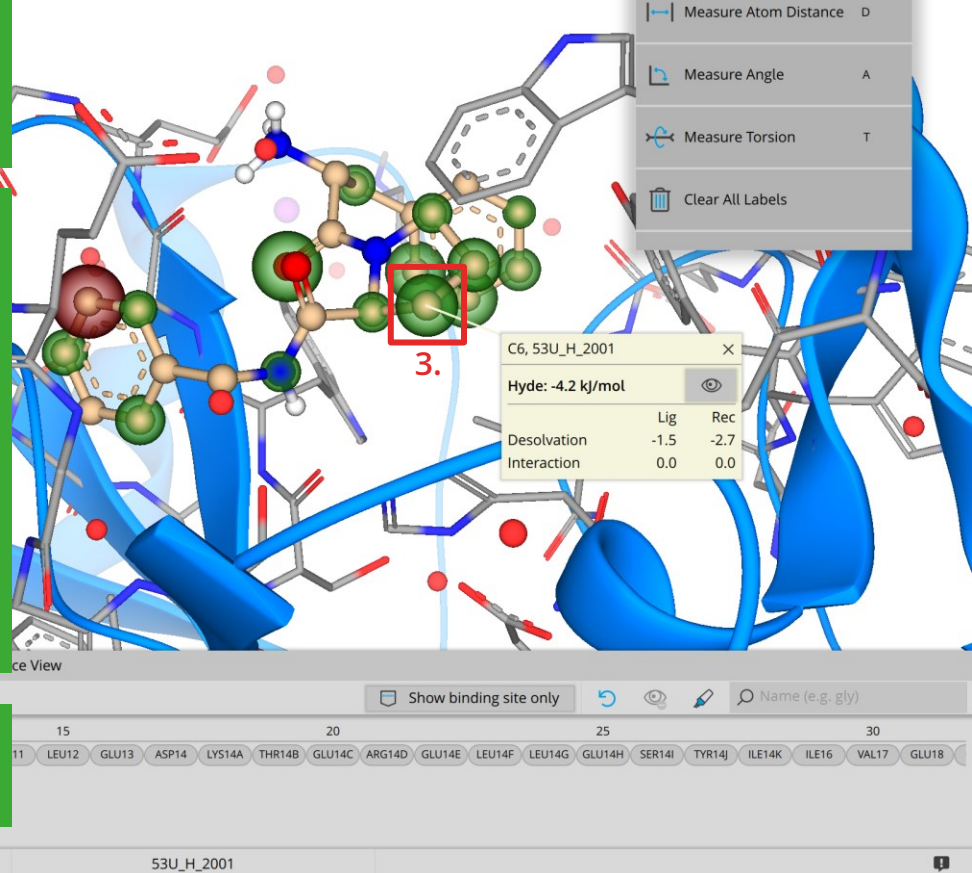 Measure Atom Distance D
Measure Angle A
Measure Torsion T
Clear All Labels
3.
C6, 53U_H_2001 ×
Hyde: -4.2 kJ/mol
Lig Rec
Desolvation -1.5 -2.7
Interaction 0.0 0.0
ce View
Show binding site only Name (e.g. gly)
15 20 25 30
11 LEU12 GLU13 ASP14 LYS14A THR14B GLU14C ARG14D GLU14E LEU14F LEU14G GLU14H SER14I TYR14J ILE14K ILE16 VAL17 GLU18
53U_H_2001